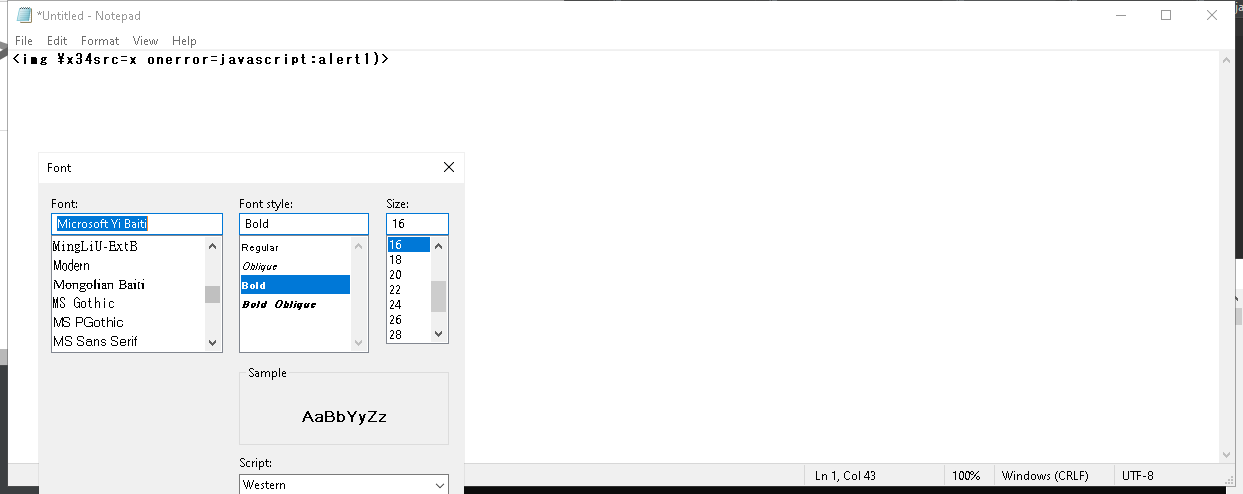 *Untitled - Notepad
File Edit Format View Help
<img ¥x34src=x onerror=javascript:alert1)>
Font
Font: Font style: Size:
Microsoft Yi Baiti Bold 16
MingLiU-ExtB Regular 16
Modern Oblique 18
Mongolian Baiti Bold 20
MS Gothic Bold Oblique 22
MS PGothic 24
MS Sans Serif 26
28
Sample
AaBbYyZz
Script:
Western
Ln 1, Col 43 100% Windows (CRLF) UTF-8